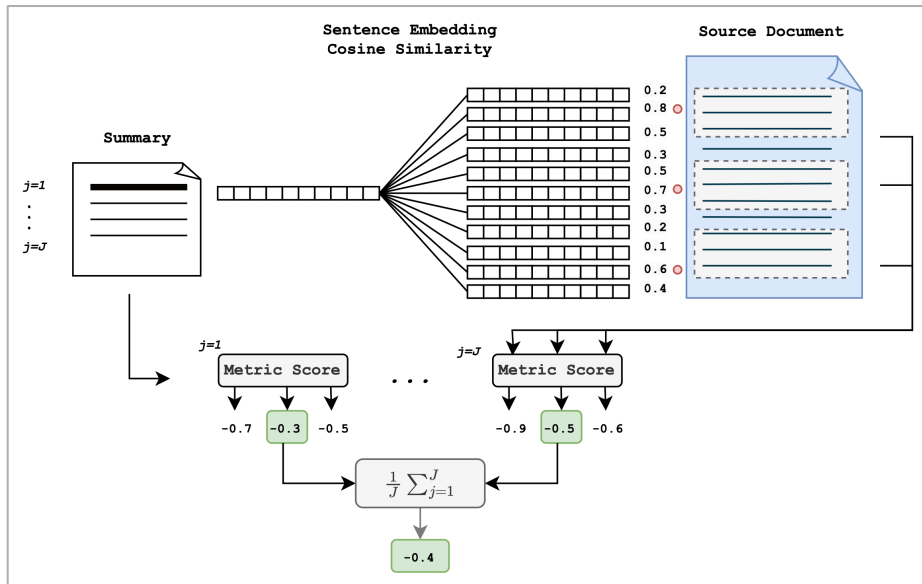 Sentence Embedding
Cosine Similarity
Source Document
Summary
j=1
.
.
.
j=J
0.2
0.8
0.5
0.3
0.5
0.7
0.3
0.2
0.1
0.6
0.4
j=1
Metric Score
...
j=J
Metric Score
-0.7 -0.3 -0.5
-0.9 -0.5 -0.6
\frac{1}{J} \sum_{j=1}^{J}
-0.4